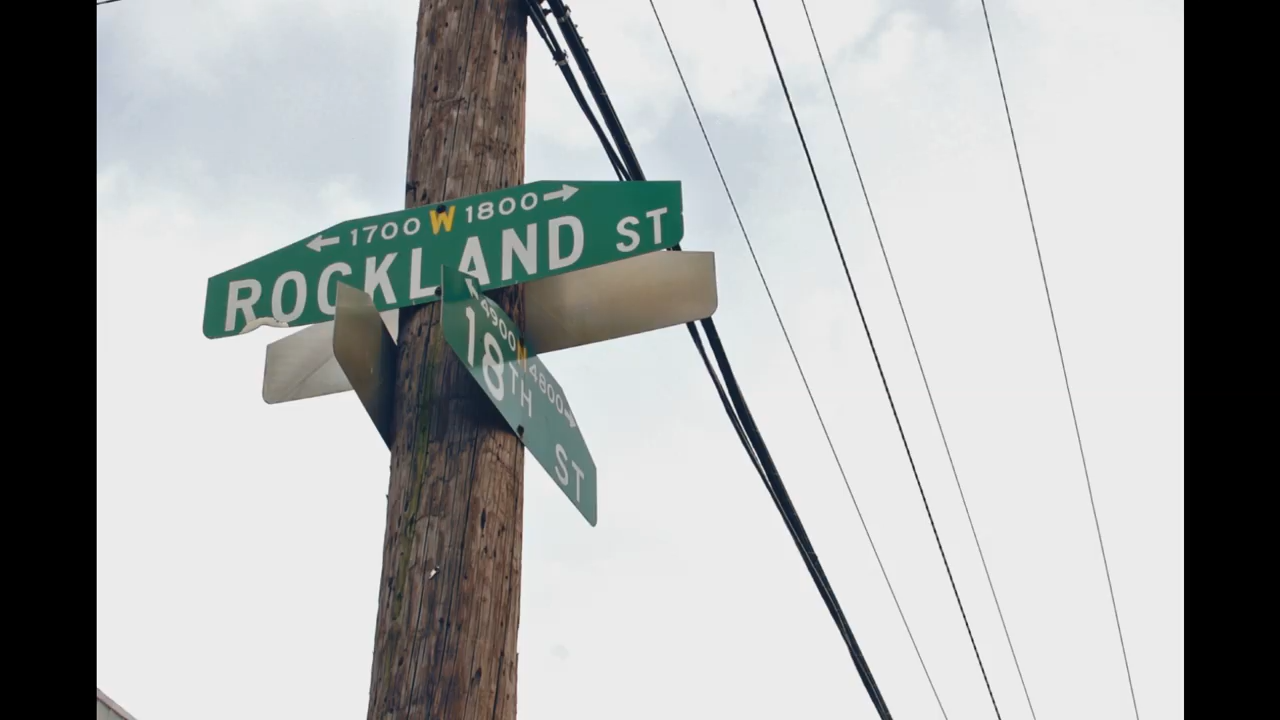 ← 1700 W 1800 →
ROCKLAND ST
← 4900 N 4800 →
18TH ST